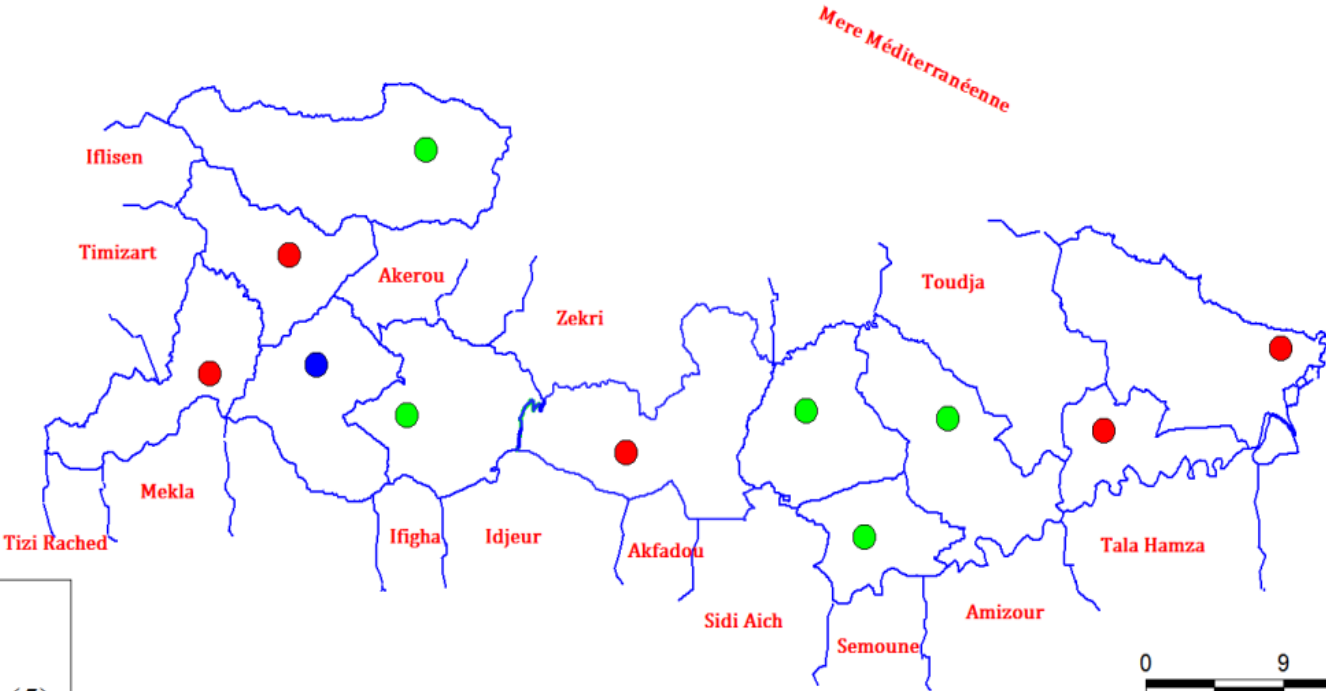 Mere Méditerranéenne
Iflisen
Timizart
Akerou
Toudja
Zekri
Mekla
Tizi Rached
Ifigha
Idjeur
Akfadou
Tala Hamza
Sidi Aich
Amizour
Semoune
0 9